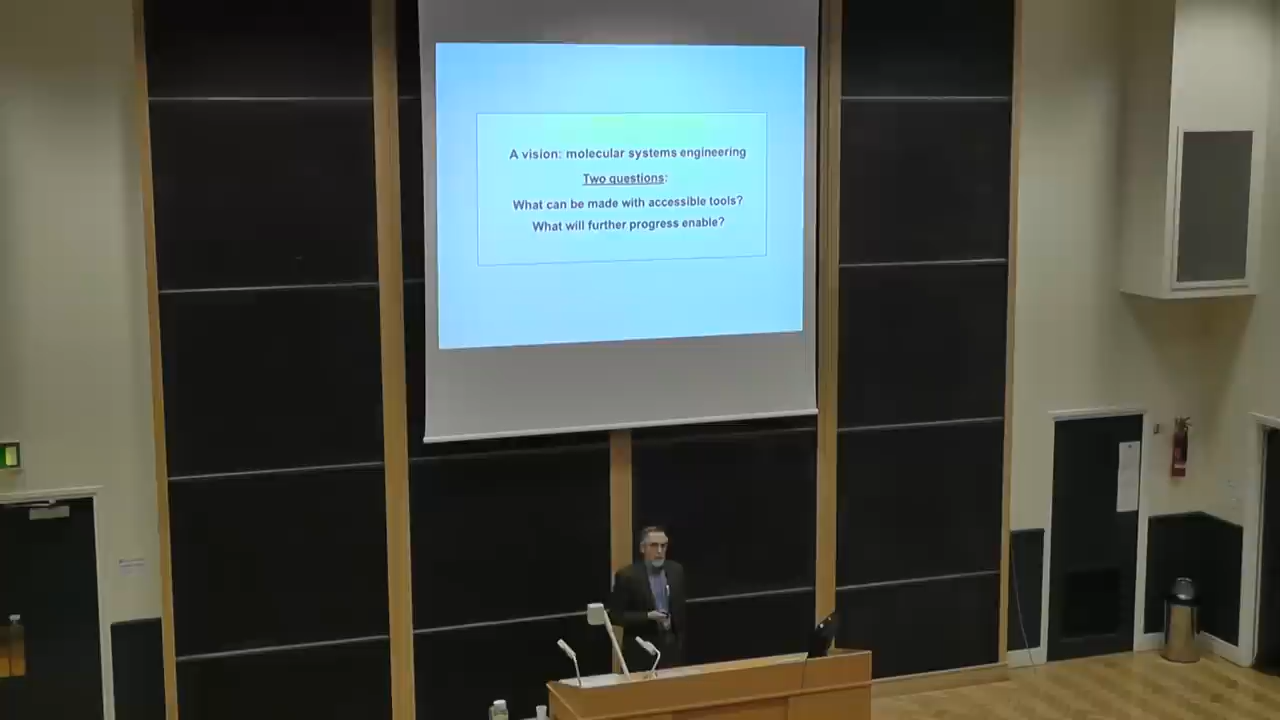 A vision: molecular systems engineering
Two questions:
What can be made with accessible tools?
What will further progress enable?